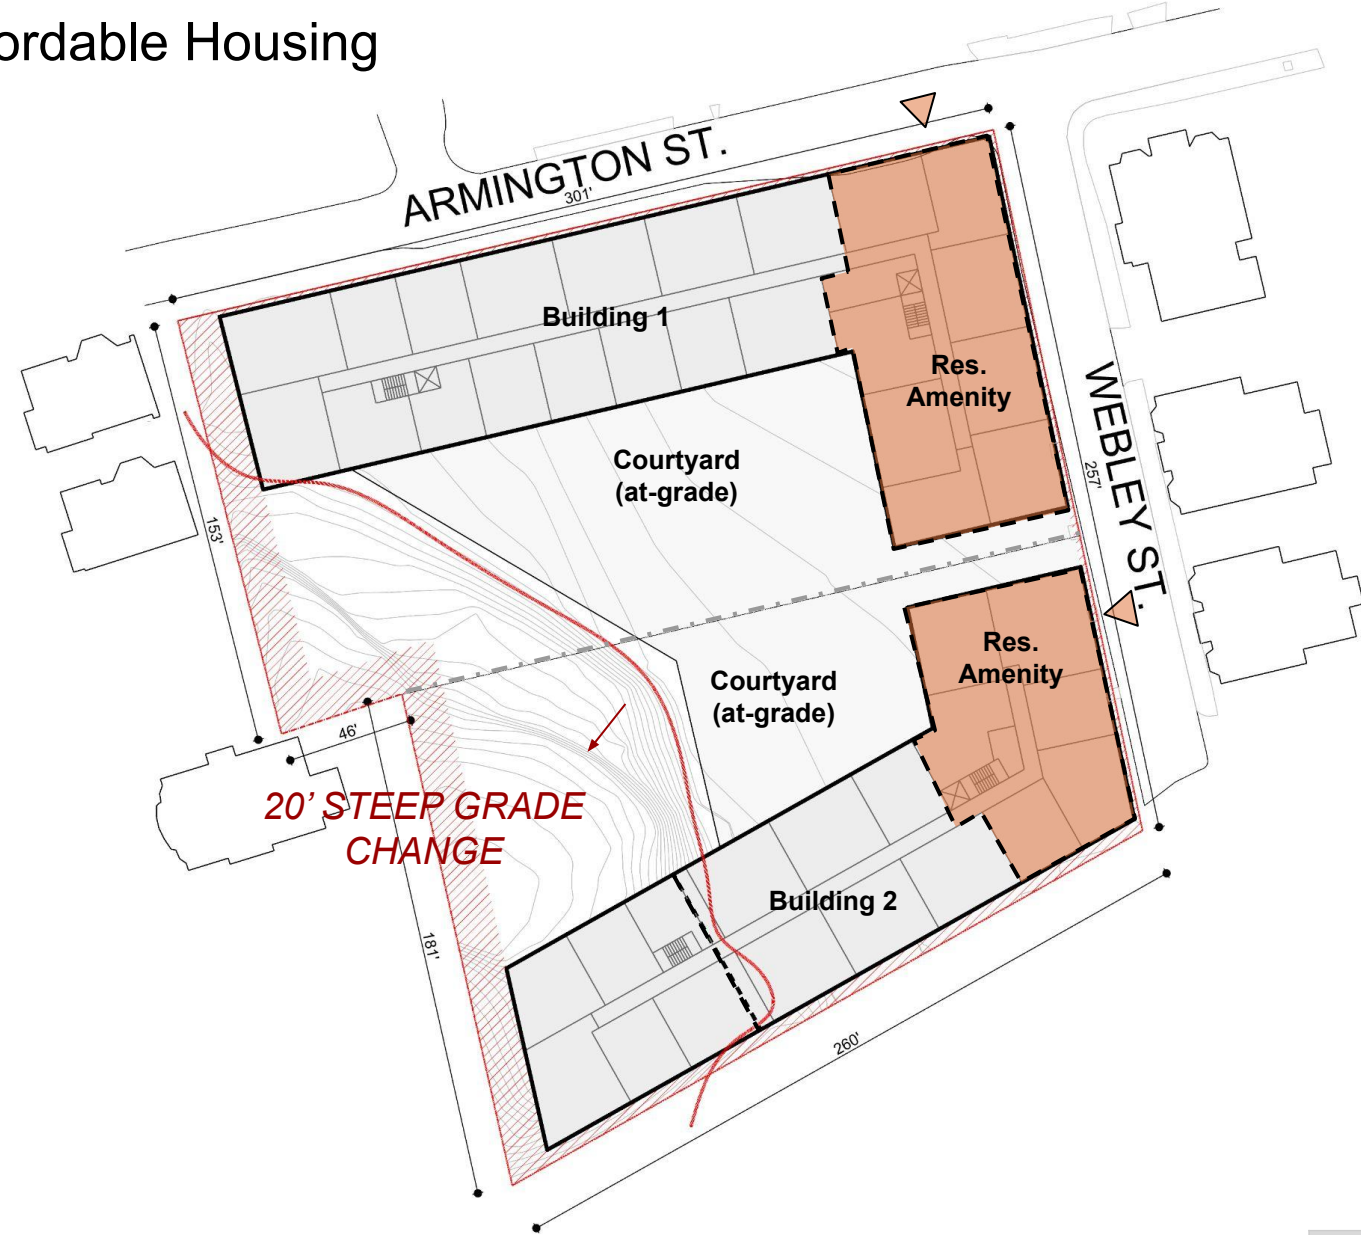 ordable Housing
ARMINGTON ST.
301'
Building 1
Res.
Amenity
WEBLEY ST.
257'
Courtyard
(at-grade)
153'
Res.
Amenity
Courtyard
(at-grade)
46'
20’ STEEP GRADE
CHANGE
Building 2
181'
260'